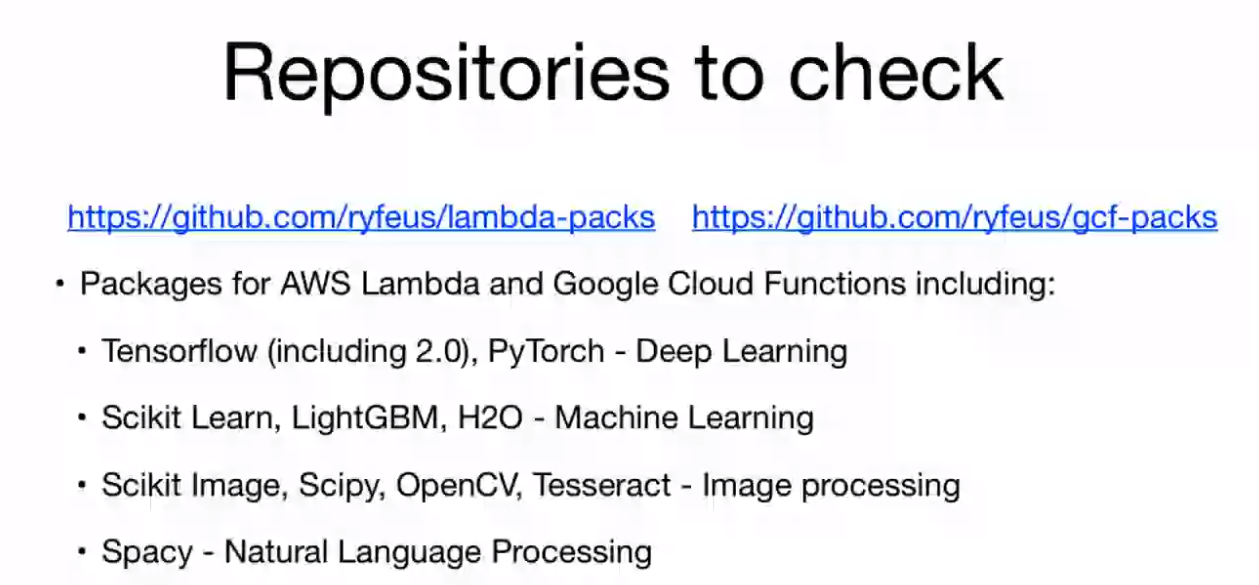 Repositories to check
https://github.com/ryfeus/lambda-packs https://github.com/ryfeus/gcf-packs
• Packages for AWS Lambda and Google Cloud Functions including:
• Tensorflow (including 2.0), PyTorch - Deep Learning
• Scikit Learn, LightGBM, H2O - Machine Learning
• Scikit Image, Scipy, OpenCV, Tesseract - Image processing
• Spacy - Natural Language Processing